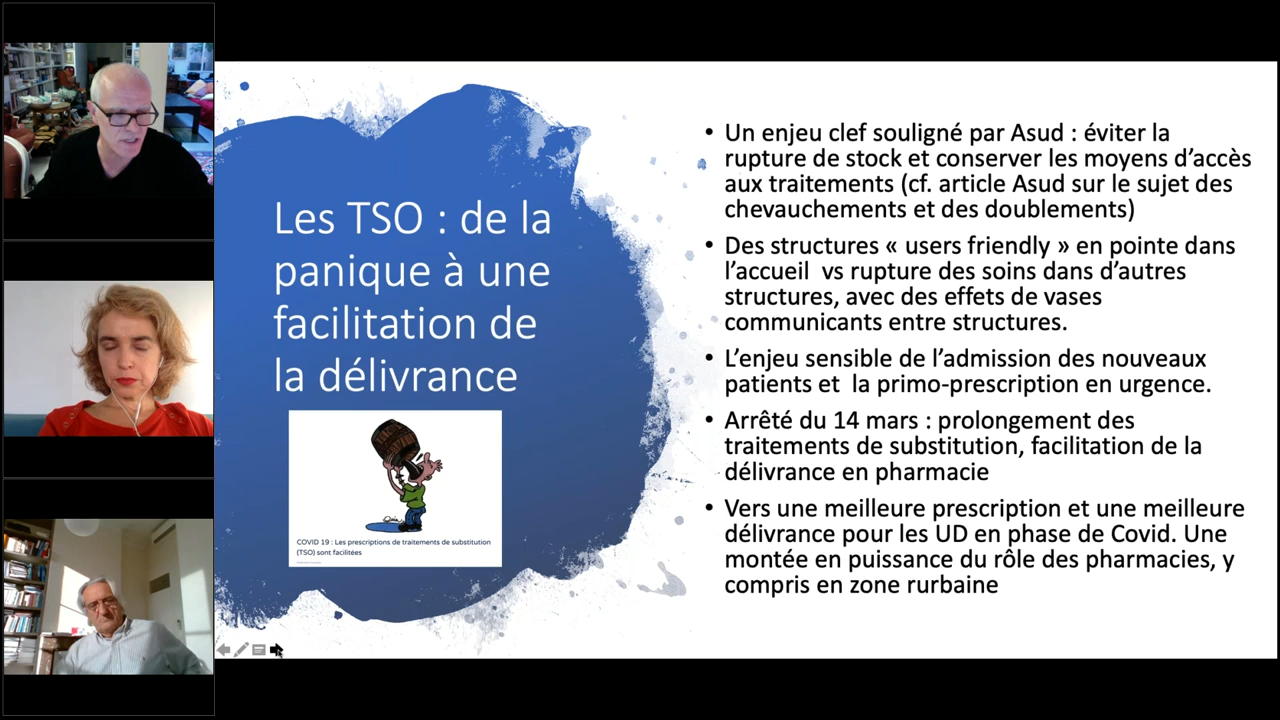 Les TSO : de la
panique à une
facilitation de
la délivrance
COVID 19 : Les prescriptions de traitements de substitution
(TSO) sont facilitées
• Un enjeu clef souligné par Asud : éviter la
rupture de stock et conserver les moyens d’accès
aux traitements (cf. article Asud sur le sujet des
chevauchements et des doublements)
• Des structures « users friendly » en pointe dans
l’accueil  vs rupture des soins dans d’autres
structures, avec des effets de vases
communicants entre structures.
• L’enjeu sensible de l’admission des nouveaux
patients et  la primo-prescription en urgence.
• Arrêté du 14 mars : prolongement des
traitements de substitution, facilitation de la
délivrance en pharmacie
• Vers une meilleure prescription et une meilleure
délivrance pour les UD en phase de Covid. Une
montée en puissance du rôle des pharmacies, y
compris en zone rurbaine